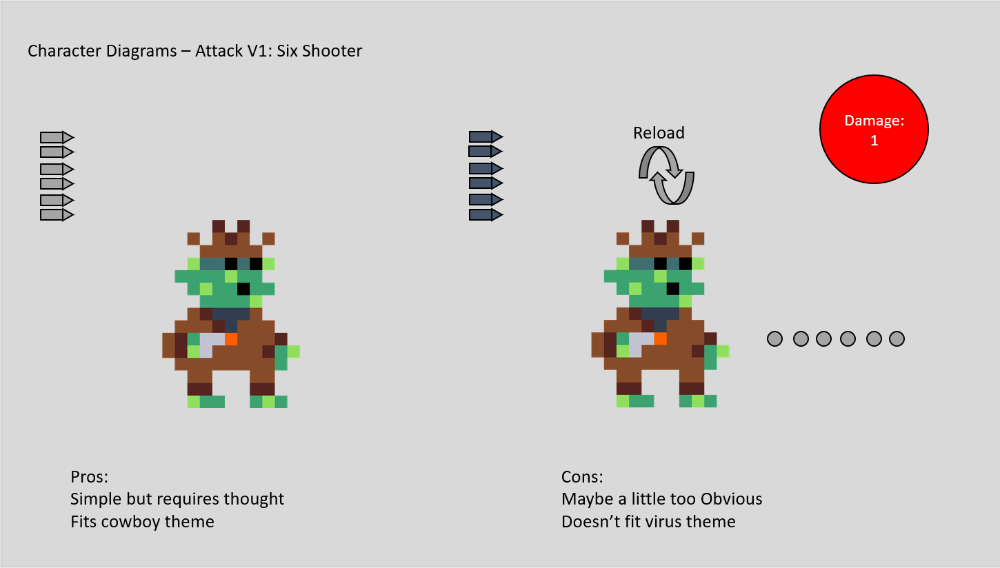 Character Diagrams – Attack V1: Six Shooter
Reload
Damage:
1
Pros:
Simple but requires thought
Fits cowboy theme
Cons:
Maybe a little too Obvious
Doesn’t fit virus theme